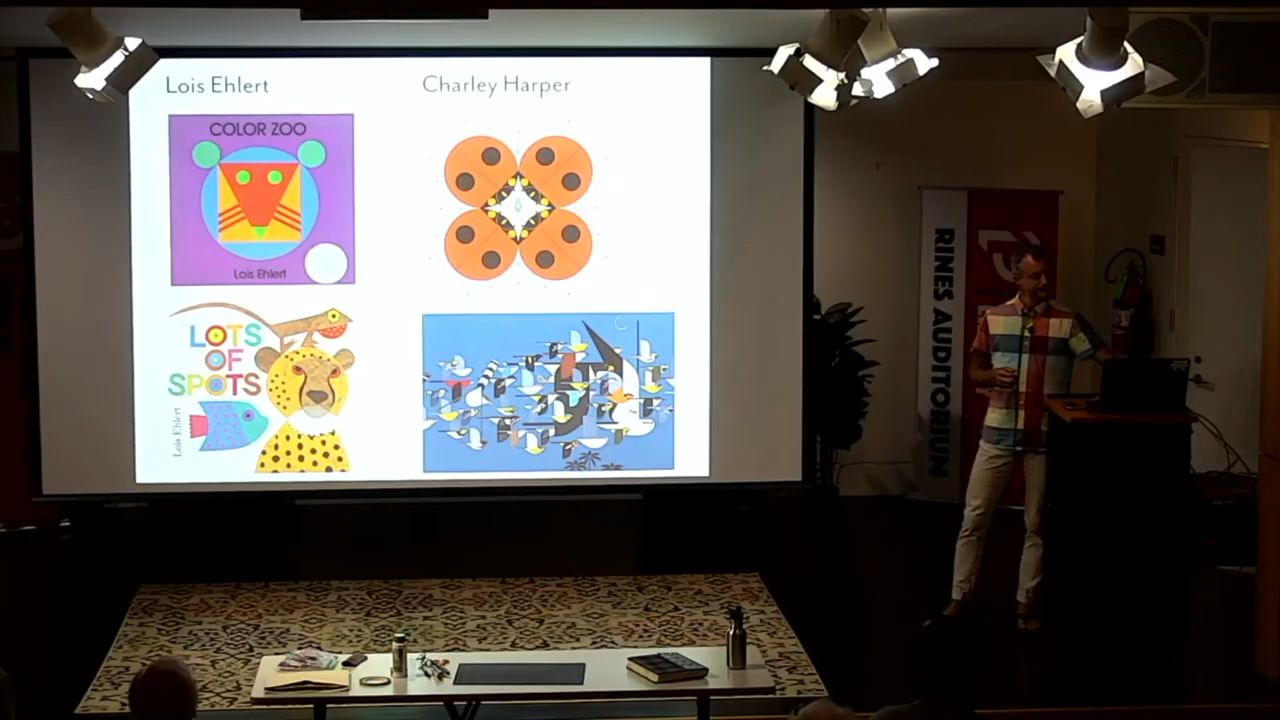 Lois Ehlert
Charley Harper
COLOR ZOO
Lois Ehlert
LOTS
OF
SPOTS
Lois Ehlert
RINES AUDITORIUM